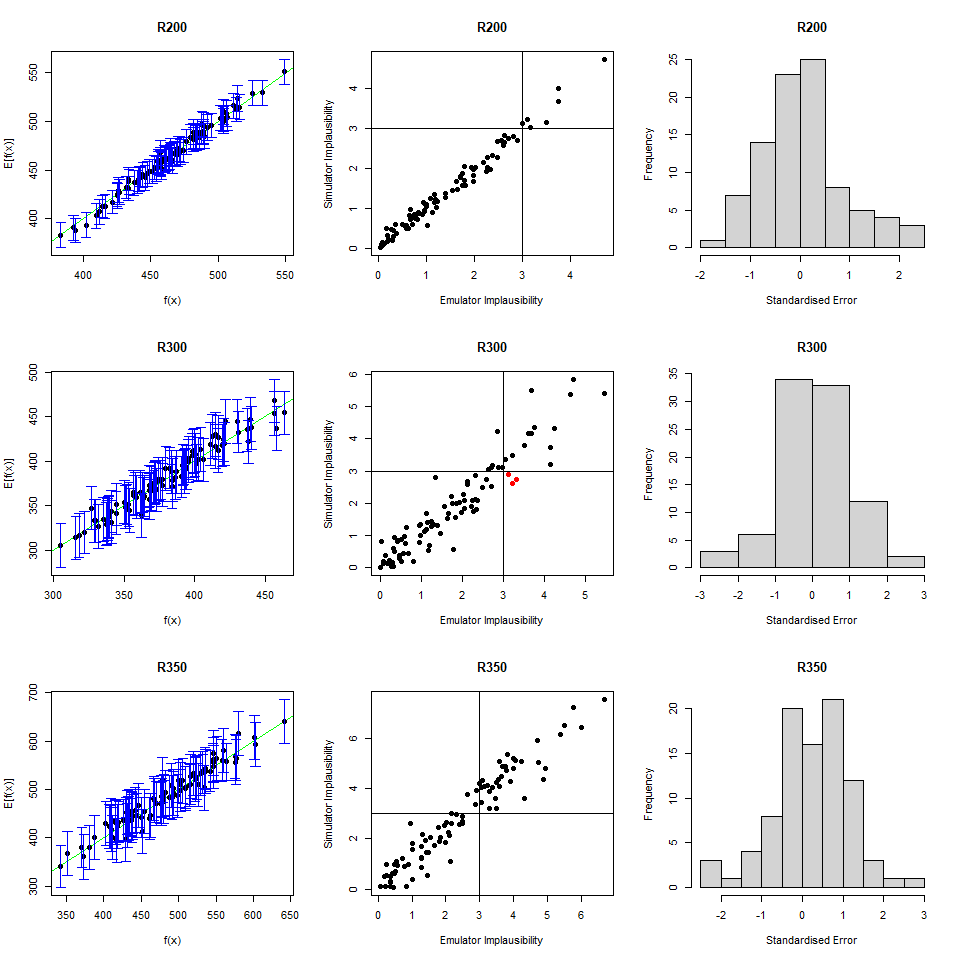 R200
E[f(x)]
400 450 500 550
400 450 500 550
f(x)
R200
Simulator Implausibility
0 1 2 3 4
0 1 2 3 4
Emulator Implausibility
R200
Frequency
0 5 10 15 20 25
-2 -1 0 1 2
Standardised Error
R300
E[f(x)]
300 350 400 450 500
300 350 400 450
f(x)
R300
Simulator Implausibility
0 1 2 3 4 5 6
0 1 2 3 4 5
Emulator Implausibility
R300
Frequency
0 5 10 15 20 25 30 35
-3 -2 -1 0 1 2 3
Standardised Error
R350
E[f(x)]
300 400 500 600 700
350 400 450 500 550 600 650
f(x)
R350
Simulator Implausibility
0 2 4 6
0 1 2 3 4 5 6
Emulator Implausibility
R350
Frequency
0 5 10 15 20
-2 -1 0 1 2 3
Standardised Error